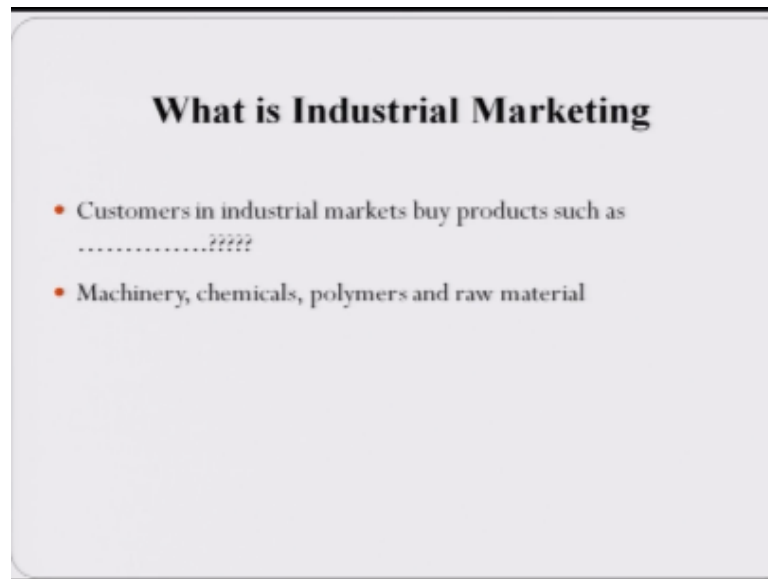 What is Industrial Marketing
• Customers in industrial markets buy products such as
..............?????
• Machinery, chemicals, polymers and raw material